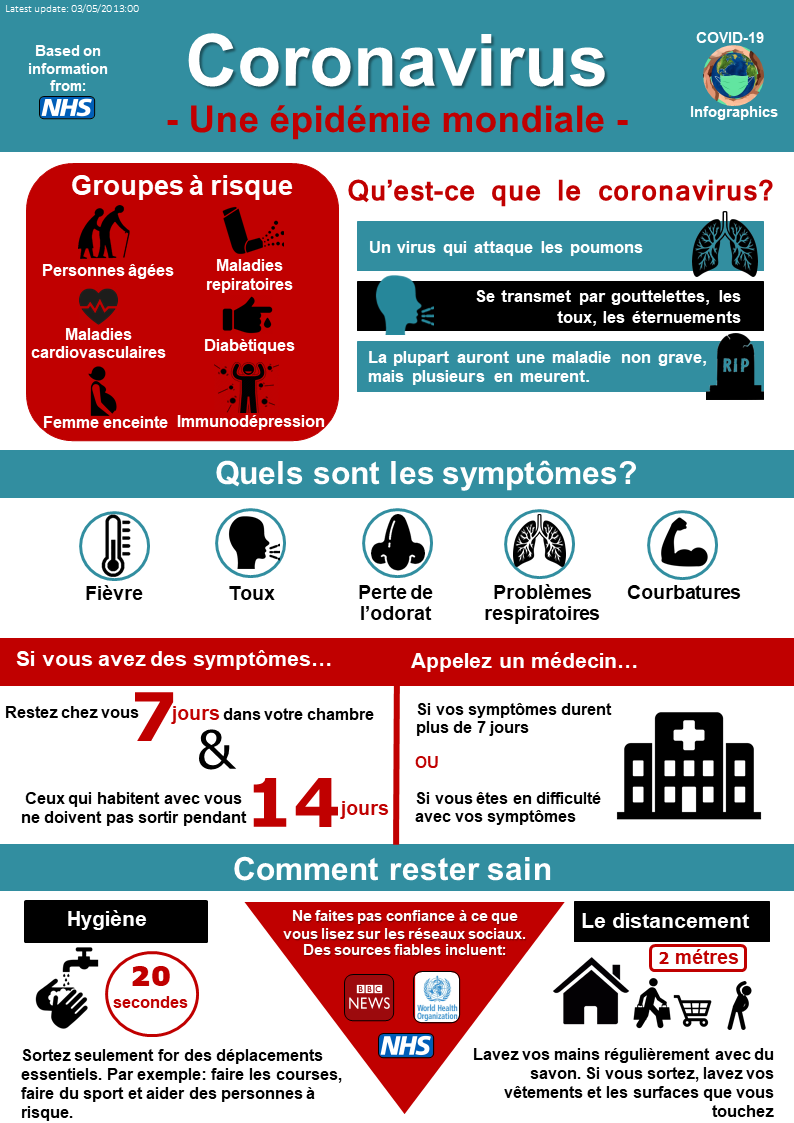 Latest update: 03/05/2013:00
Based on
information
from:
NHS
Coronavirus
- Une épidémie mondiale -
COVID-19
Infographics
Groupes à risque
Personnes âgées
Maladies
repiratoires
Maladies
cardiovasculaires
Diabètiques
Femme enceinte
Immunodépression
Qu'est-ce que le coronavirus?
Un virus qui attaque les poumons
Se transmet par gouttelettes, les
toux, les éternuements
La plupart auront une maladie non grave,
mais plusieurs en meurent.
RIP
Quels sont les symptômes?
Fièvre
Toux
Perte de
l'odorat
Problèmes
respiratoires
Courbatures
Si vous avez des symptômes…
Restez chez vous 7 jours dans votre chambre
&
Ceux qui habitent avec vous
ne doivent pas sortir pendant 14 jours
Appelez un médecin…
Si vos symptômes durent
plus de 7 jours
OU
Si vous êtes en difficulté
avec vos symptômes
Comment rester sain
Hygiène
20
secondes
Sortez seulement for des déplacements
essentiels. Par exemple: faire les courses,
faire du sport et aider des personnes à
risque.
Ne faites pas confiance à ce que
vous lisez sur les réseaux sociaux.
Des sources fiables incluent:
BBC
NEWS
World Health
Organization
NHS
Le distancement
2 métres
Lavez vos mains régulièrement avec du
savon. Si vous sortez, lavez vos
vêtements et les surfaces que vous
touchez